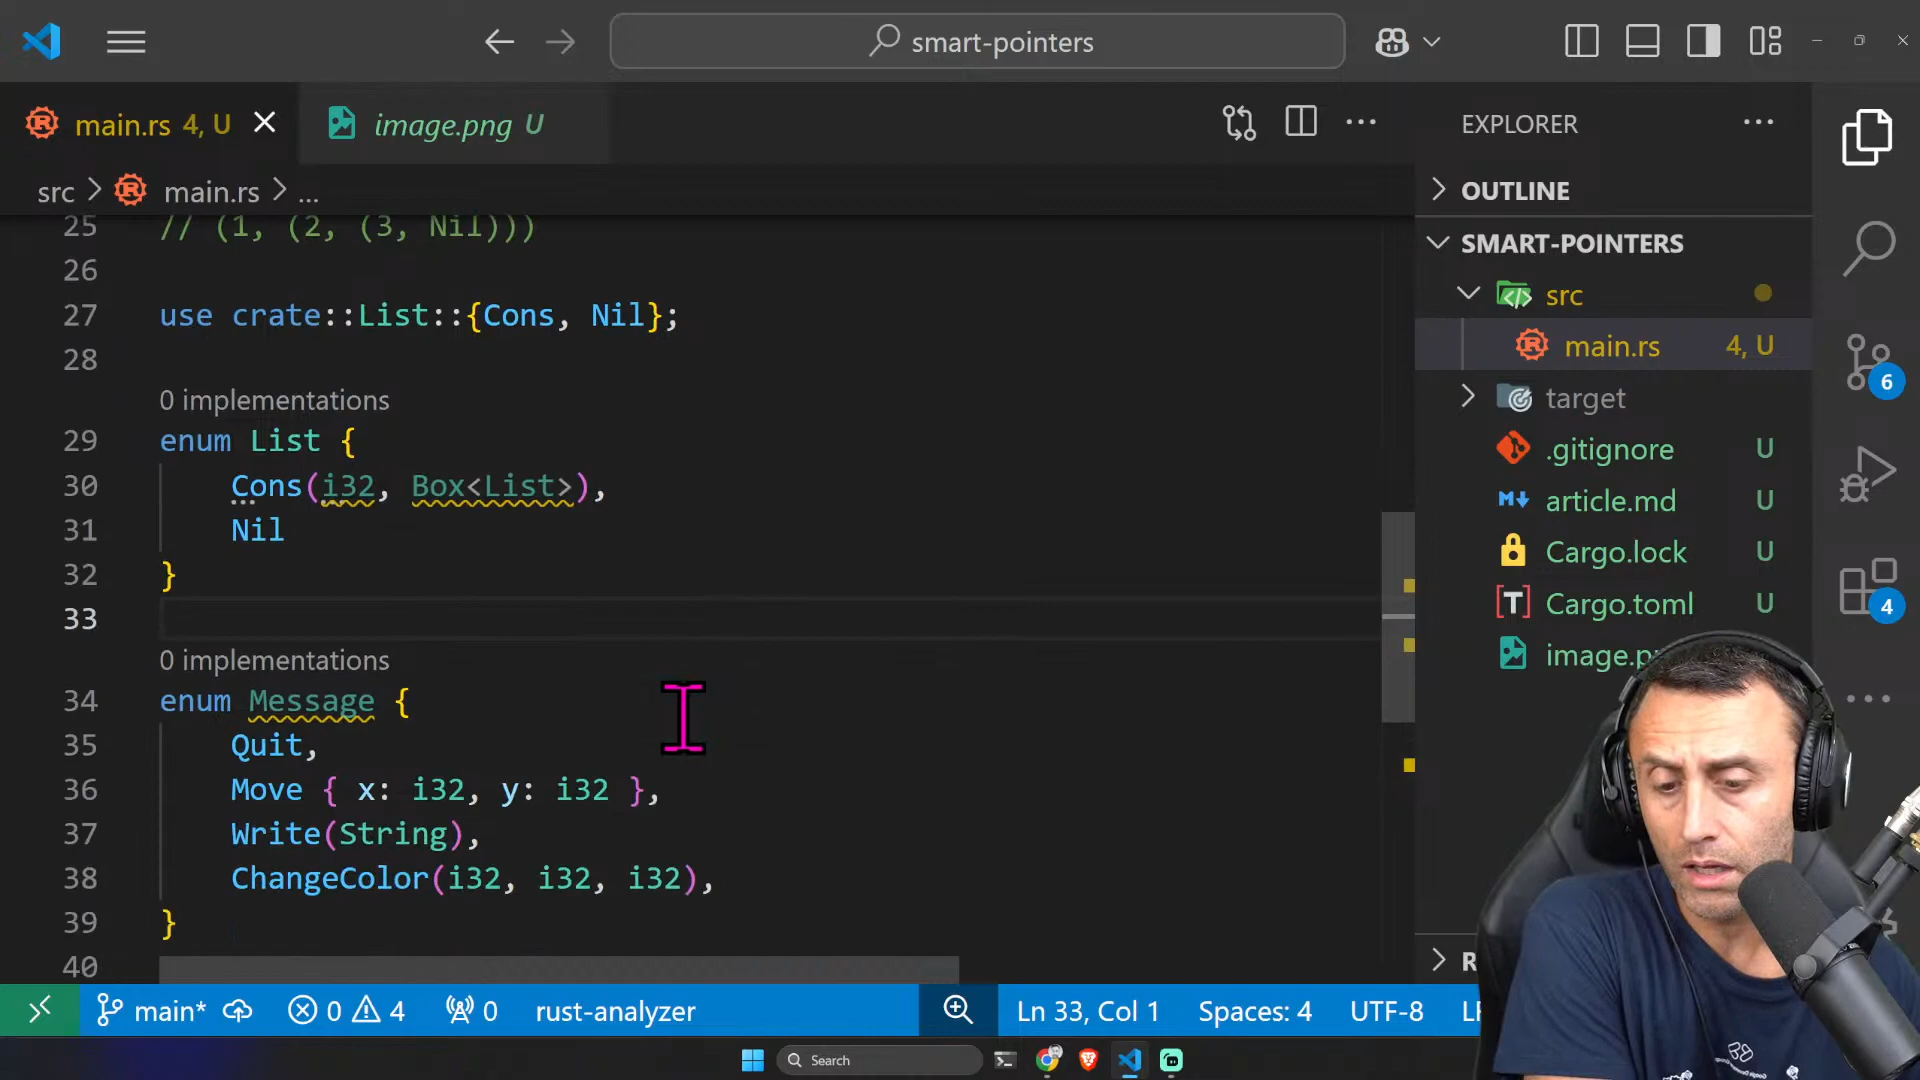 smart-pointers
main.rs 4, U
image.png U
EXPLORER
src > main.rs > ...
OUTLINE
SMART-POINTERS
src
main.rs 4, U
target
.gitignore U
article.md U
Cargo.lock U
Cargo.toml U
6
4
25 // (1, (2, (3, Nil)))
26
27 use crate::List::{Cons, Nil};
28
0 implementations
29 enum List {
30 Cons(i32, Box<List>),
31 Nil
32 }
33
0 implementations
34 enum Message {
35 Quit,
36 Move { x: i32, y: i32 },
37 Write(String),
38 ChangeColor(i32, i32, i32),
39 }
40
main* 0 4 0 rust-analyzer Ln 33, Col 1 Spaces: 4 UTF-8
Search